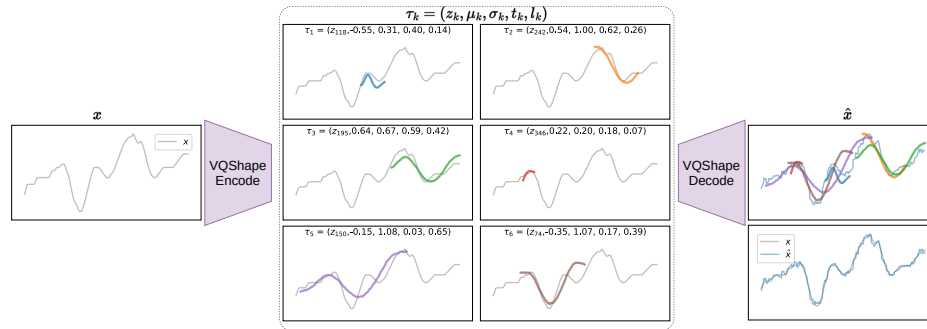 τₖ = (zₖ, μₖ, σₖ, tₖ, lₖ)
τ₁ = (z₁₁₈,-0.55, 0.31, 0.40, 0.14)
τ₂ = (z₂₄₂,0.54, 1.00, 0.62, 0.26)
x
x
VQShape
Encode
τ₃ = (z₁₉₅,0.64, 0.67, 0.59, 0.42)
τ₄ = (z₃₄₆,0.22, 0.20, 0.18, 0.07)
VQShape
Decode
x̂
τ₅ = (z₁₅₀,-0.15, 1.08, 0.03, 0.65)
τ₆ = (z₇₄,-0.35, 1.07, 0.17, 0.39)
x
x̂